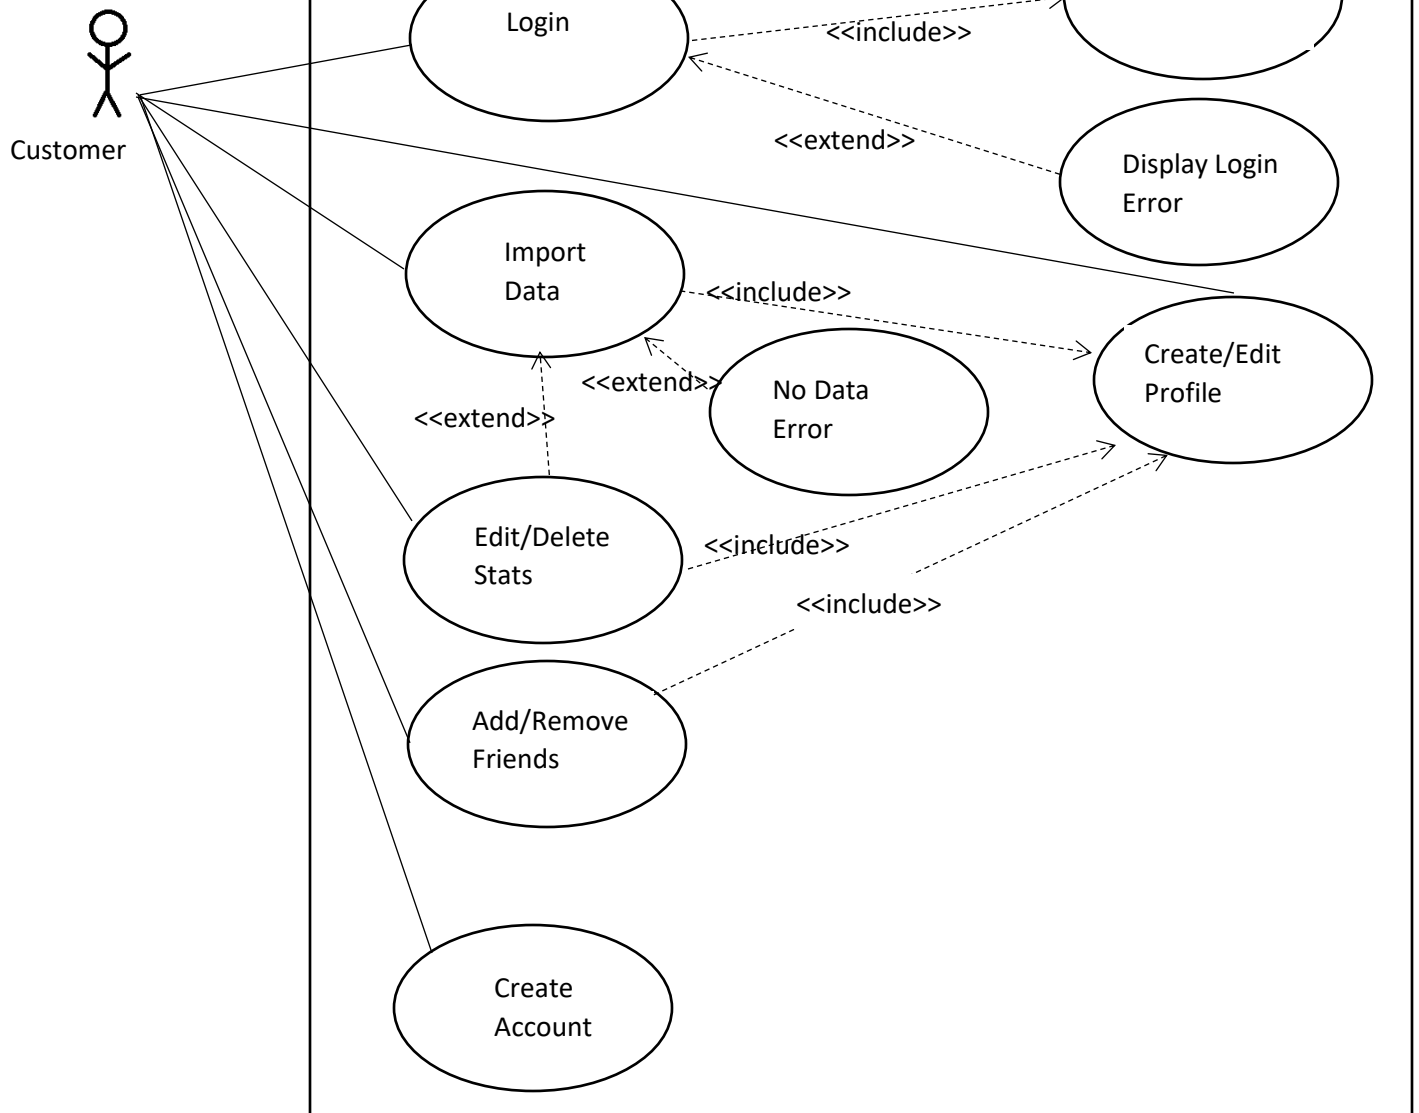 Login
<<include>>
Customer
<<extend>>
Display Login
Error
Import
Data
<<include>>
Create/Edit
Profile
<<extend>>
No Data
Error
<<extend>>
Edit/Delete
Stats
<<include>>
<<include>>
Add/Remove
Friends
Create
Account